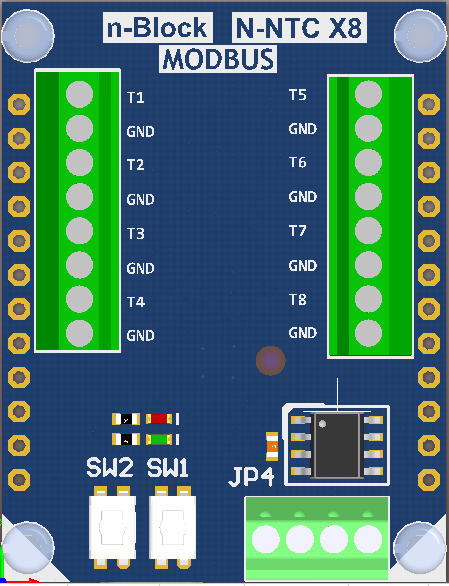 n-Block N-NTC X8
MODBUS
T1
GND
T2
GND
T3
GND
T4
GND
T5
GND
T6
GND
T7
GND
T8
GND
SW2 SW1
JP4